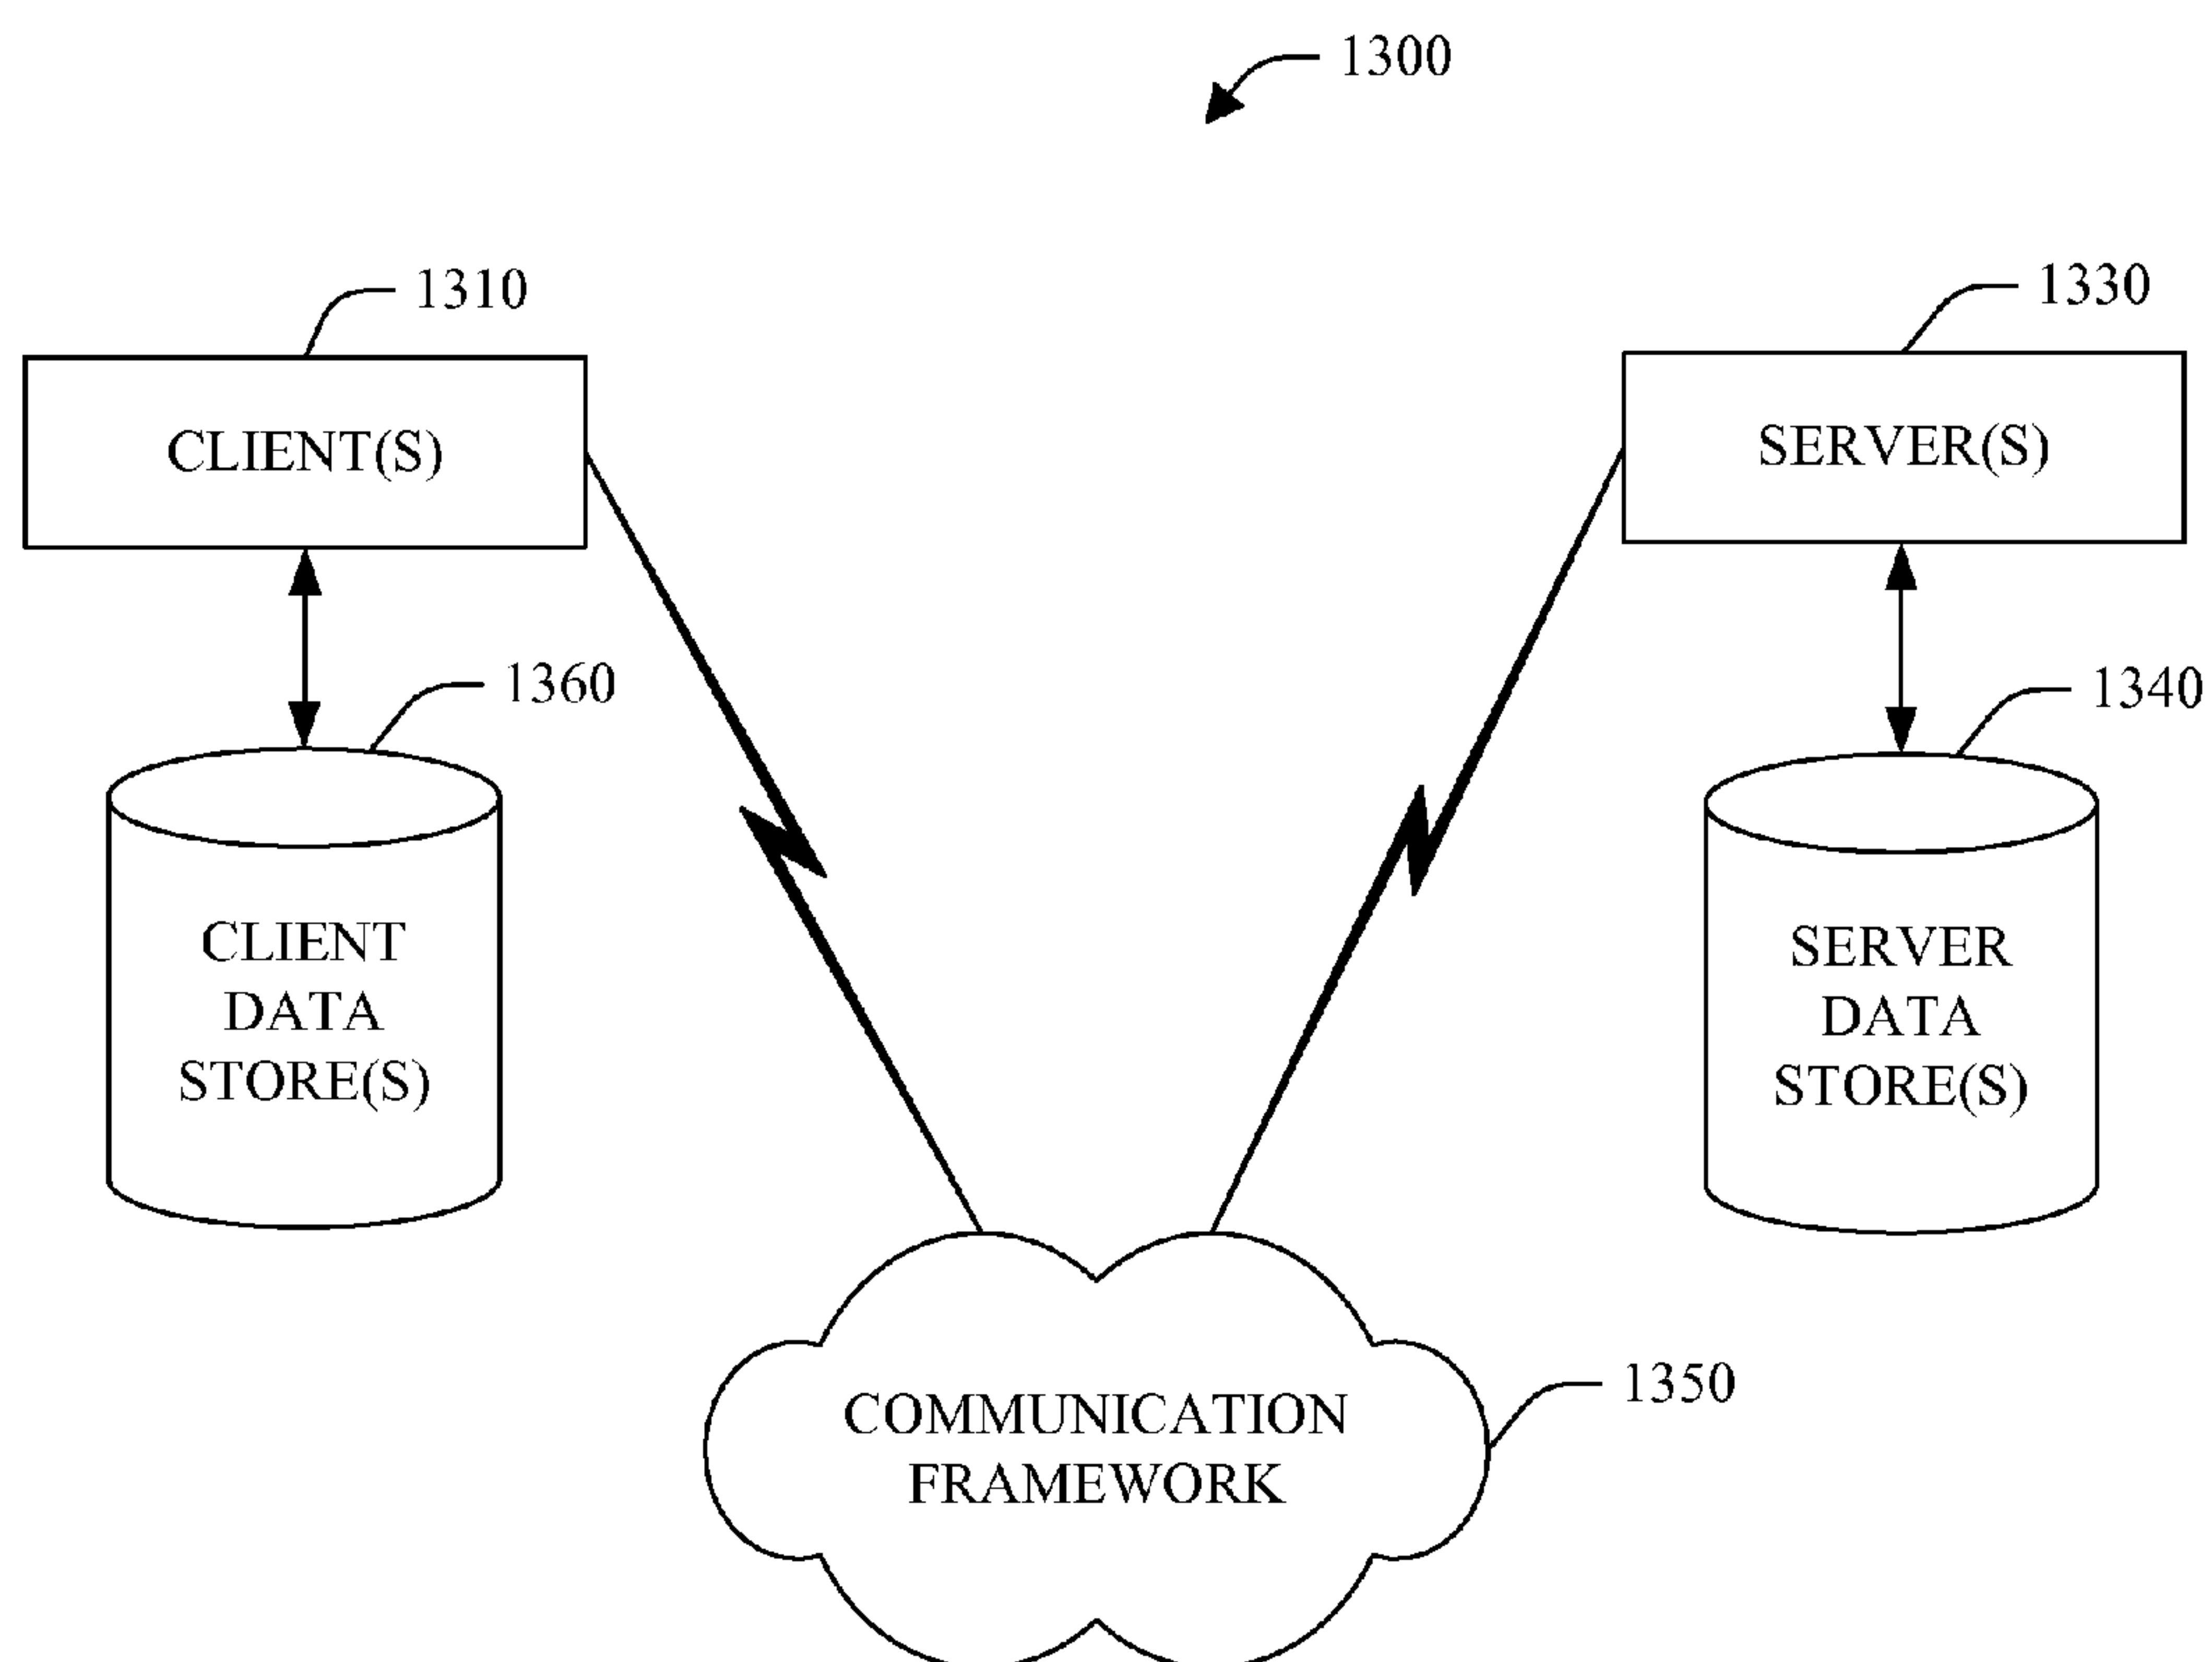 1300
1310
1330
CLIENT(S)
SERVER(S)
1360
1340
CLIENT
DATA
STORE(S)
SERVER
DATA
STORE(S)
1350
COMMUNICATION
FRAMEWORK